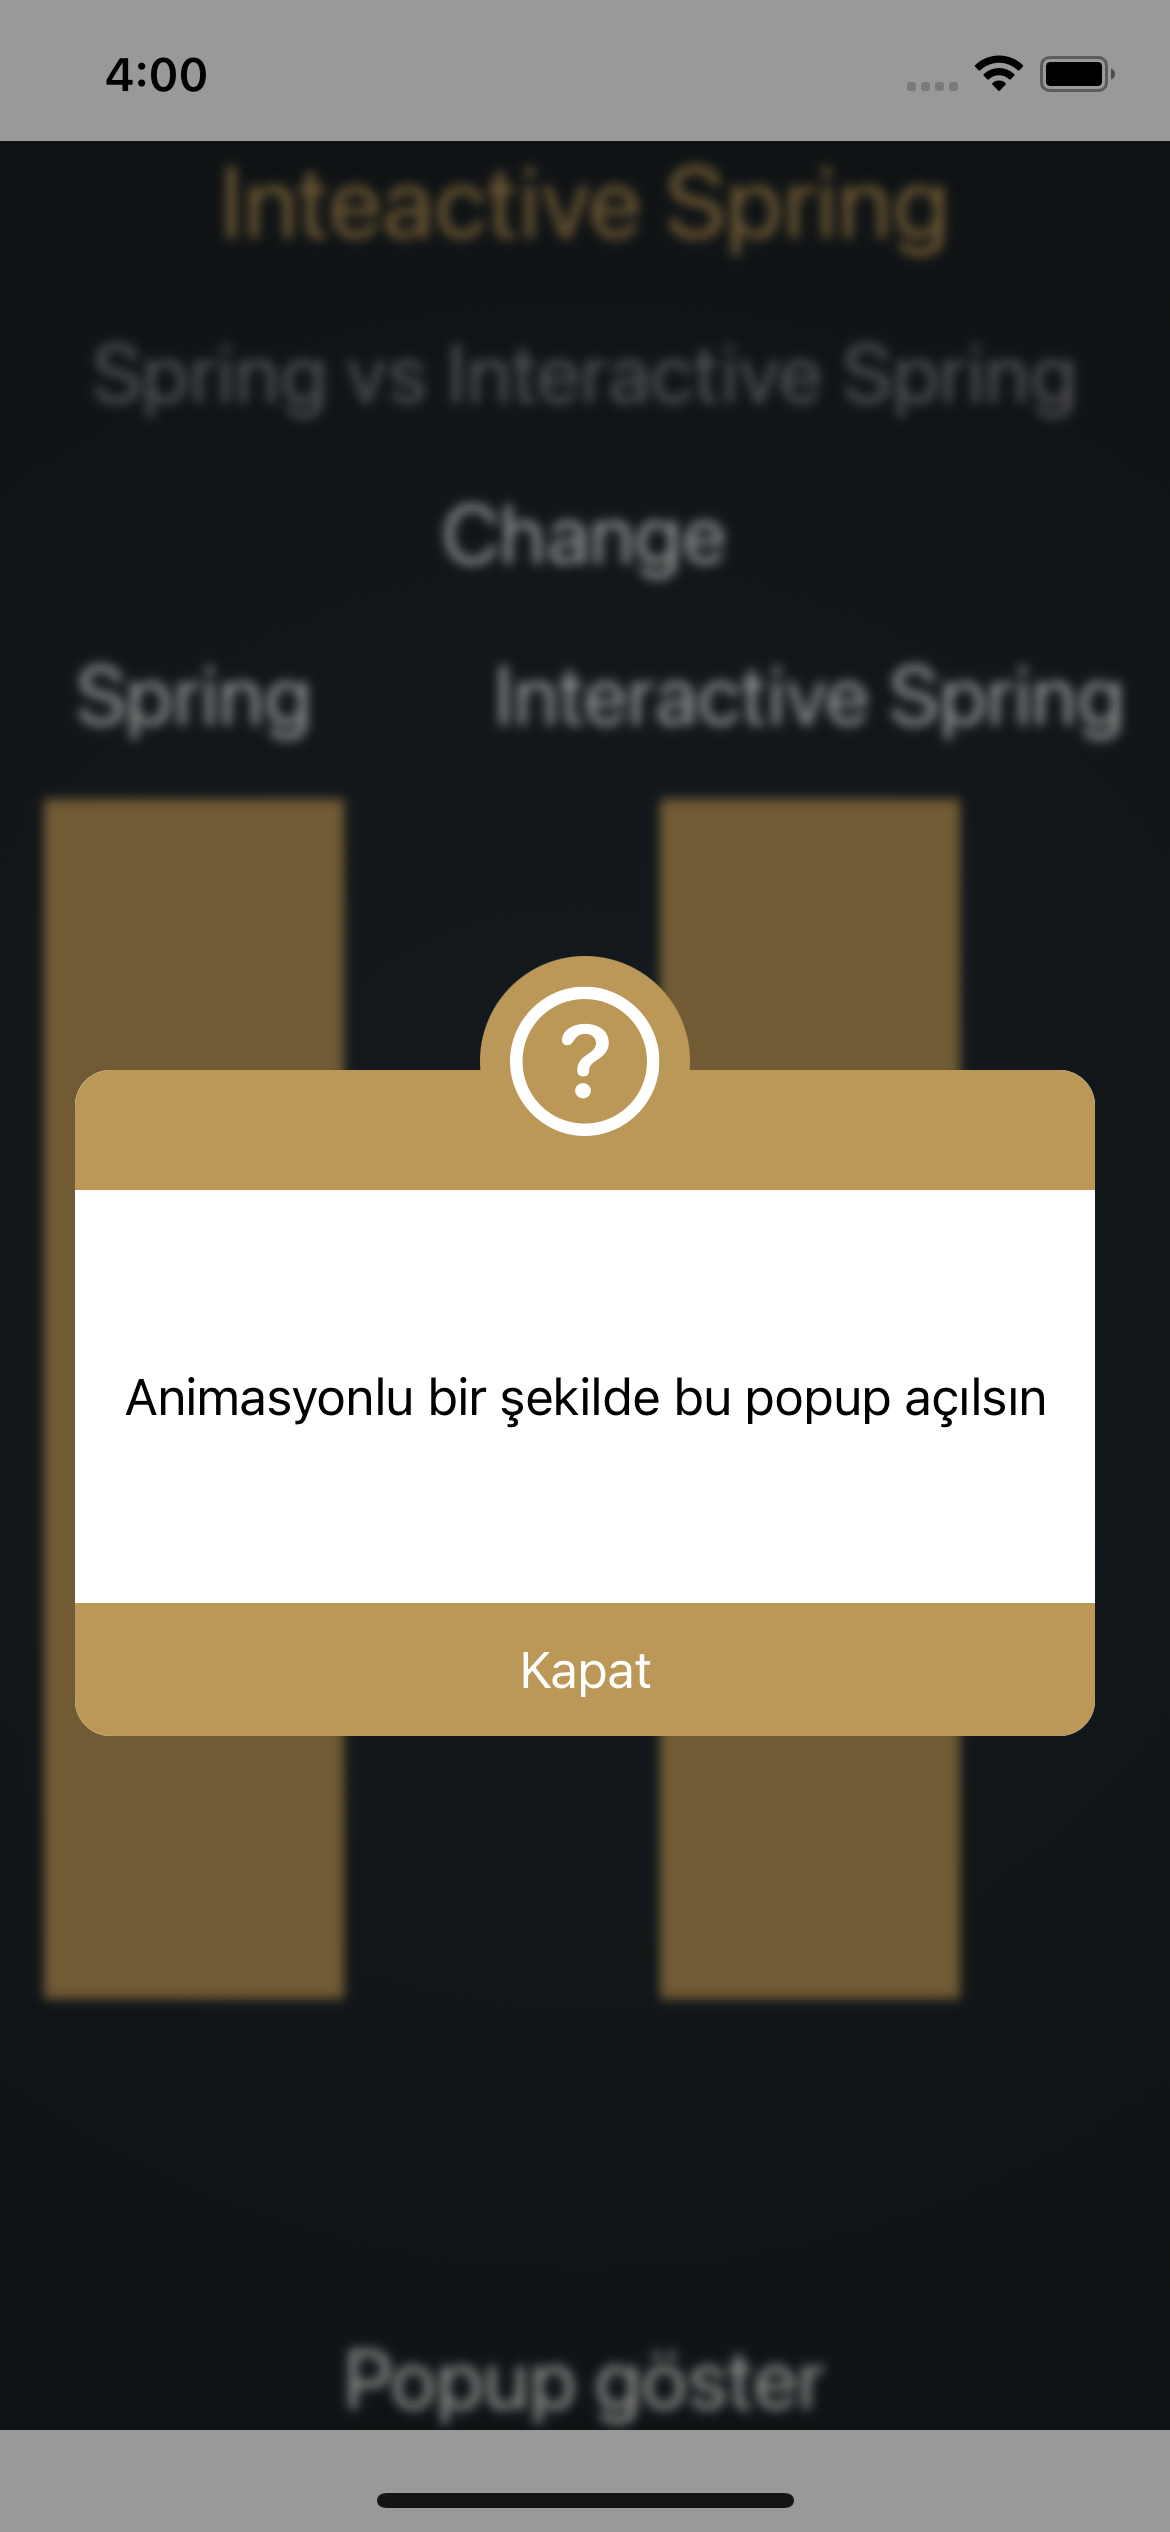 4:00
Inteactive Spring
Spring vs Interactive Spring
Change
Spring Interactive Spring
?
Animasyonlu bir şekilde bu popup açılsın
Kapat
Popup göster